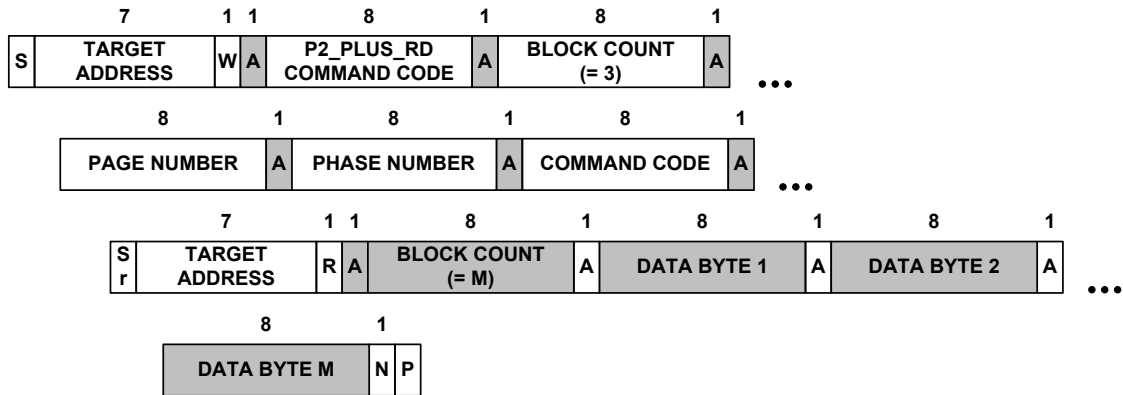 7 1 1 8 1 8 1
S TARGET ADDRESS W A P2_PLUS_RD COMMAND CODE A BLOCK COUNT (= 3) A ...
8 1 8 1 8 1
PAGE NUMBER A PHASE NUMBER A COMMAND CODE A ...
7 1 1 8 1 8 1 8 1
Sr TARGET ADDRESS R A BLOCK COUNT (= M) A DATA BYTE 1 A DATA BYTE 2 A ...
8 1
DATA BYTE M N P